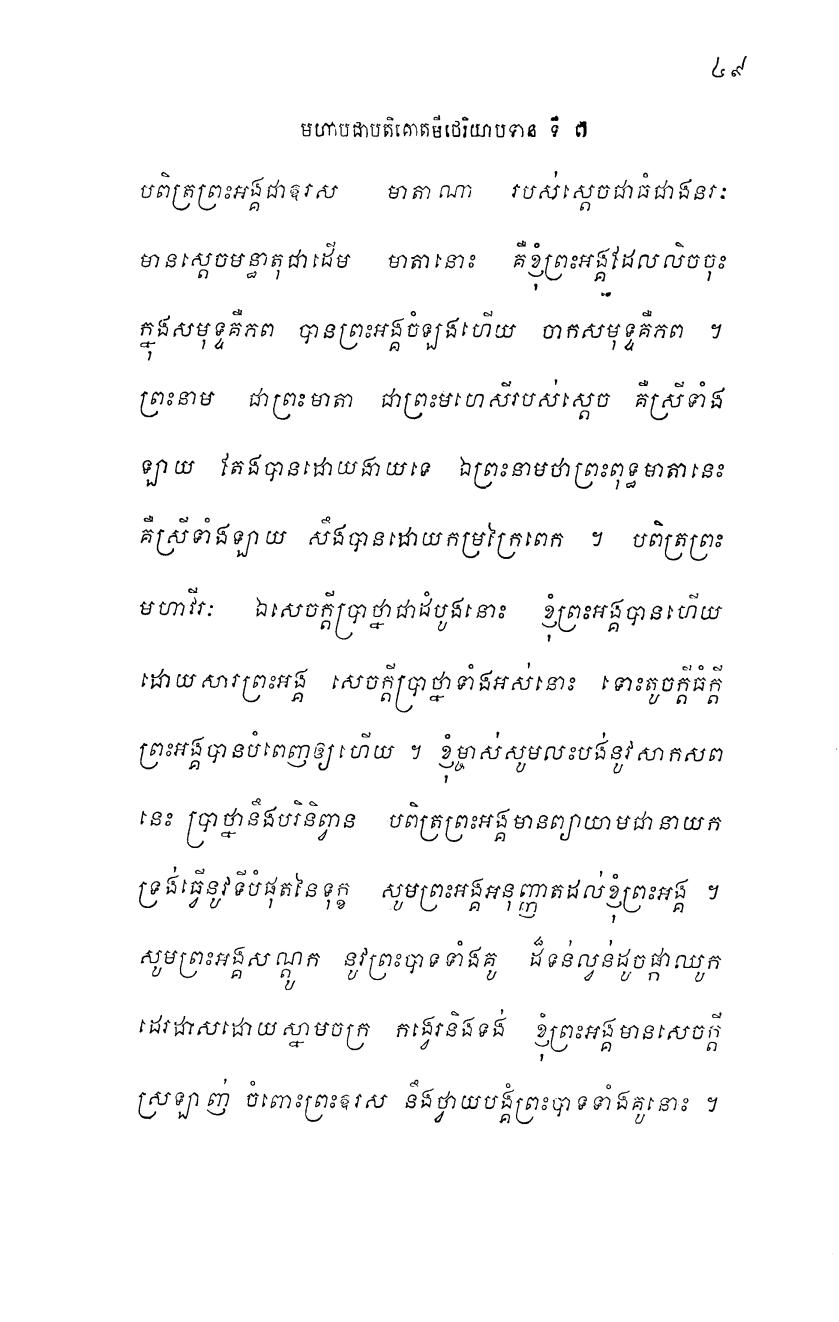 ៤៩
មហាបជាបតិគោតមីថេរិយាបទាន ទី ៧
បពិត្រព្រះអង្គជាឱរស មាតាណា របស់ស្តេចជាធំជាងនរៈ
មានស្តេចមន្ធាតុជាដើម មាតានោះ គឺខ្ញុំព្រះអង្គដែលលិចចុះ
ក្នុងសមុទ្ទគឺភព បានព្រះអង្គចំឡងហើយ ចាកសមុទ្ទគឺភព ។
ព្រះនាម ជាព្រះមាតា ជាព្រះមហេសីរបស់ស្តេច គឺស្រីទាំង
ឡាយ តែងបានដោយងាយទេ ឯព្រះនាមថាព្រះពុទ្ធមាតានេះ
គឺស្រីទាំងឡាយ សឹងបានដោយកម្រក្រៃពេក ។ បពិត្រព្រះ
មហាវីរៈ ឯសេចក្តីប្រាថ្នាជាដំបូងនោះ ខ្ញុំព្រះអង្គបានហើយ
ដោយសារព្រះអង្គ សេចក្តីប្រាថ្នាទាំងអស់នោះ ទោះតូចក្តីធំក្តី
ព្រះអង្គបានបំពេញឲ្យហើយ ។ ខ្ញុំម្ចាស់សូមលះបង់នូវសាកសព
នេះ ប្រាថ្នានឹងបរិនិព្វាន បពិត្រព្រះអង្គមានព្យាយាមជានាយក
ទ្រង់ធ្វើនូវទីបំផុតនៃទុក្ខ សូមព្រះអង្គអនុញ្ញាតដល់ខ្ញុំព្រះអង្គ ។
សូមព្រះអង្គសណ្តូក នូវព្រះបាទទាំងគូ ដ៏ទន់ល្វន់ដូចផ្កាឈូក
ដេរដាសដោយស្នាមចក្រ កង្វេរនិងទង់ ខ្ញុំព្រះអង្គមានសេចក្តី
ស្រឡាញ់ ចំពោះព្រះឱរស នឹងថ្វាយបង្គំព្រះបាទទាំងគូនោះ ។